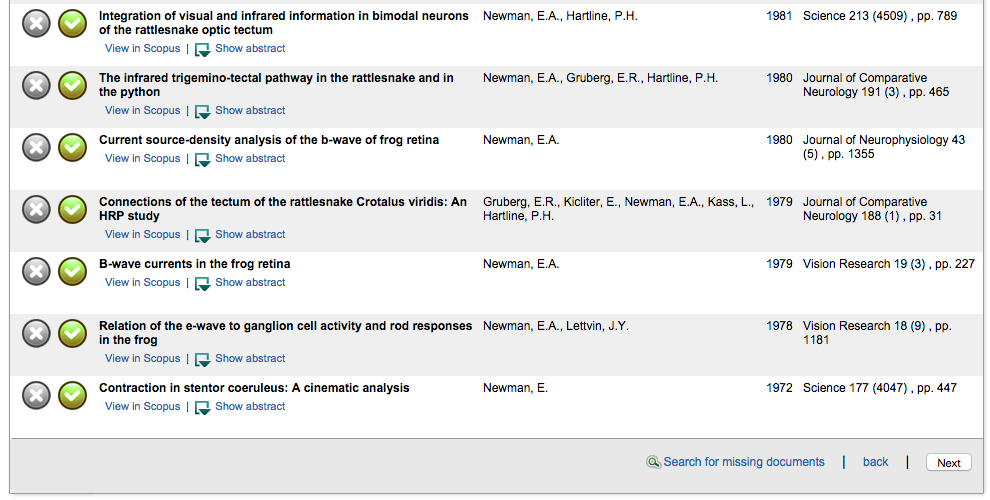 Integration of visual and infrared information in bimodal neurons Newman, E.A., Hartline, P.H. 1981 Science 213 (4509) , pp. 789
of the rattlesnake optic tectum
View in Scopus | Show abstract
The infrared trigemino-tectal pathway in the rattlesnake and in Newman, E.A., Gruberg, E.R., Hartline, P.H. 1980 Journal of Comparative
the python Neurology 191 (3) , pp. 465
View in Scopus | Show abstract
Current source-density analysis of the b-wave of frog retina Newman, E.A. 1980 Journal of Neurophysiology 43
(5) , pp. 1355
View in Scopus | Show abstract
Connections of the tectum of the rattlesnake Crotalus viridis: An Gruberg, E.R., Kicliter, E., Newman, E.A., Kass, L., 1979 Journal of Comparative
HRP study Hartline, P.H. Neurology 188 (1) , pp. 31
View in Scopus | Show abstract
B-wave currents in the frog retina Newman, E.A. 1979 Vision Research 19 (3) , pp. 227
View in Scopus | Show abstract
Relation of the e-wave to ganglion cell activity and rod responses Newman, E.A., Lettvin, J.Y. 1978 Vision Research 18 (9) , pp.
in the frog 1181
View in Scopus | Show abstract
Contraction in stentor coeruleus: A cinematic analysis Newman, E. 1972 Science 177 (4047) , pp. 447
View in Scopus | Show abstract
Search for missing documents | back | Next